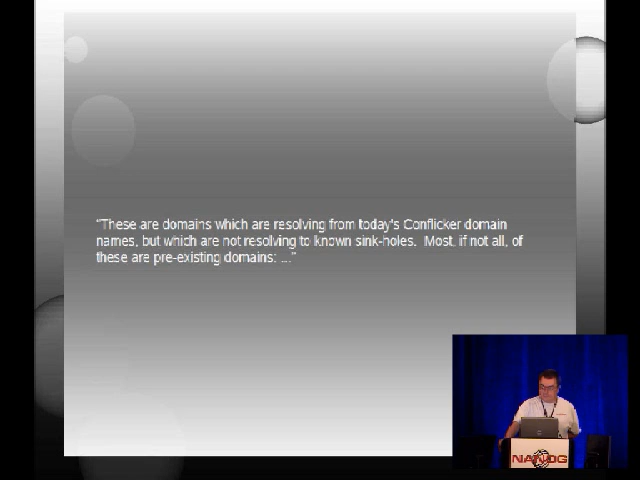 "These are domains which are resolving from today's Conflicker domain
names, but which are not resolving to known sink-holes.  Most, if not all, of
these are pre-existing domains: ..."
NANOG